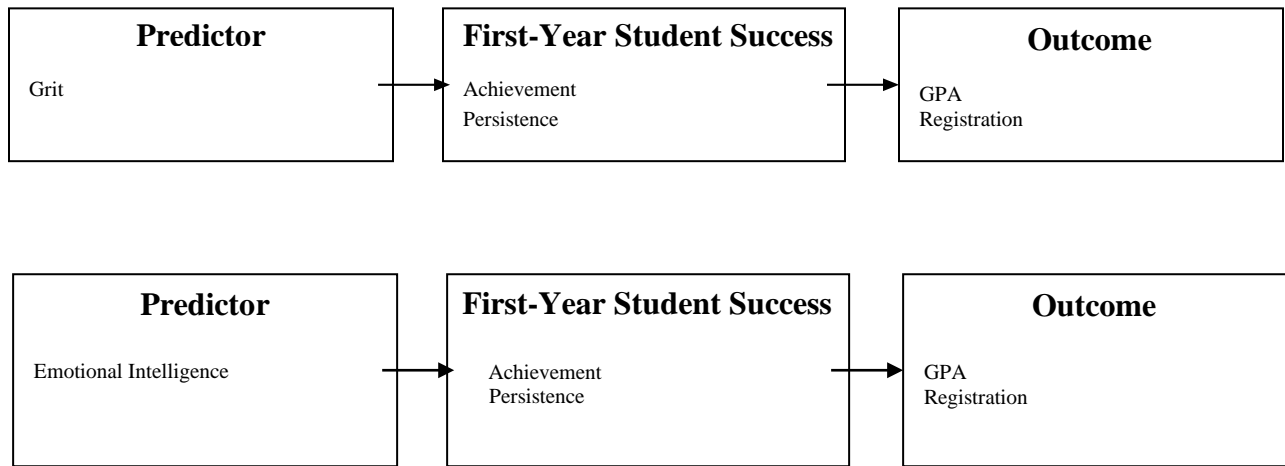 Predictor
Grit
First-Year Student Success
Achievement
Persistence
Outcome
GPA
Registration
Predictor
Emotional Intelligence
First-Year Student Success
Achievement
Persistence
Outcome
GPA
Registration